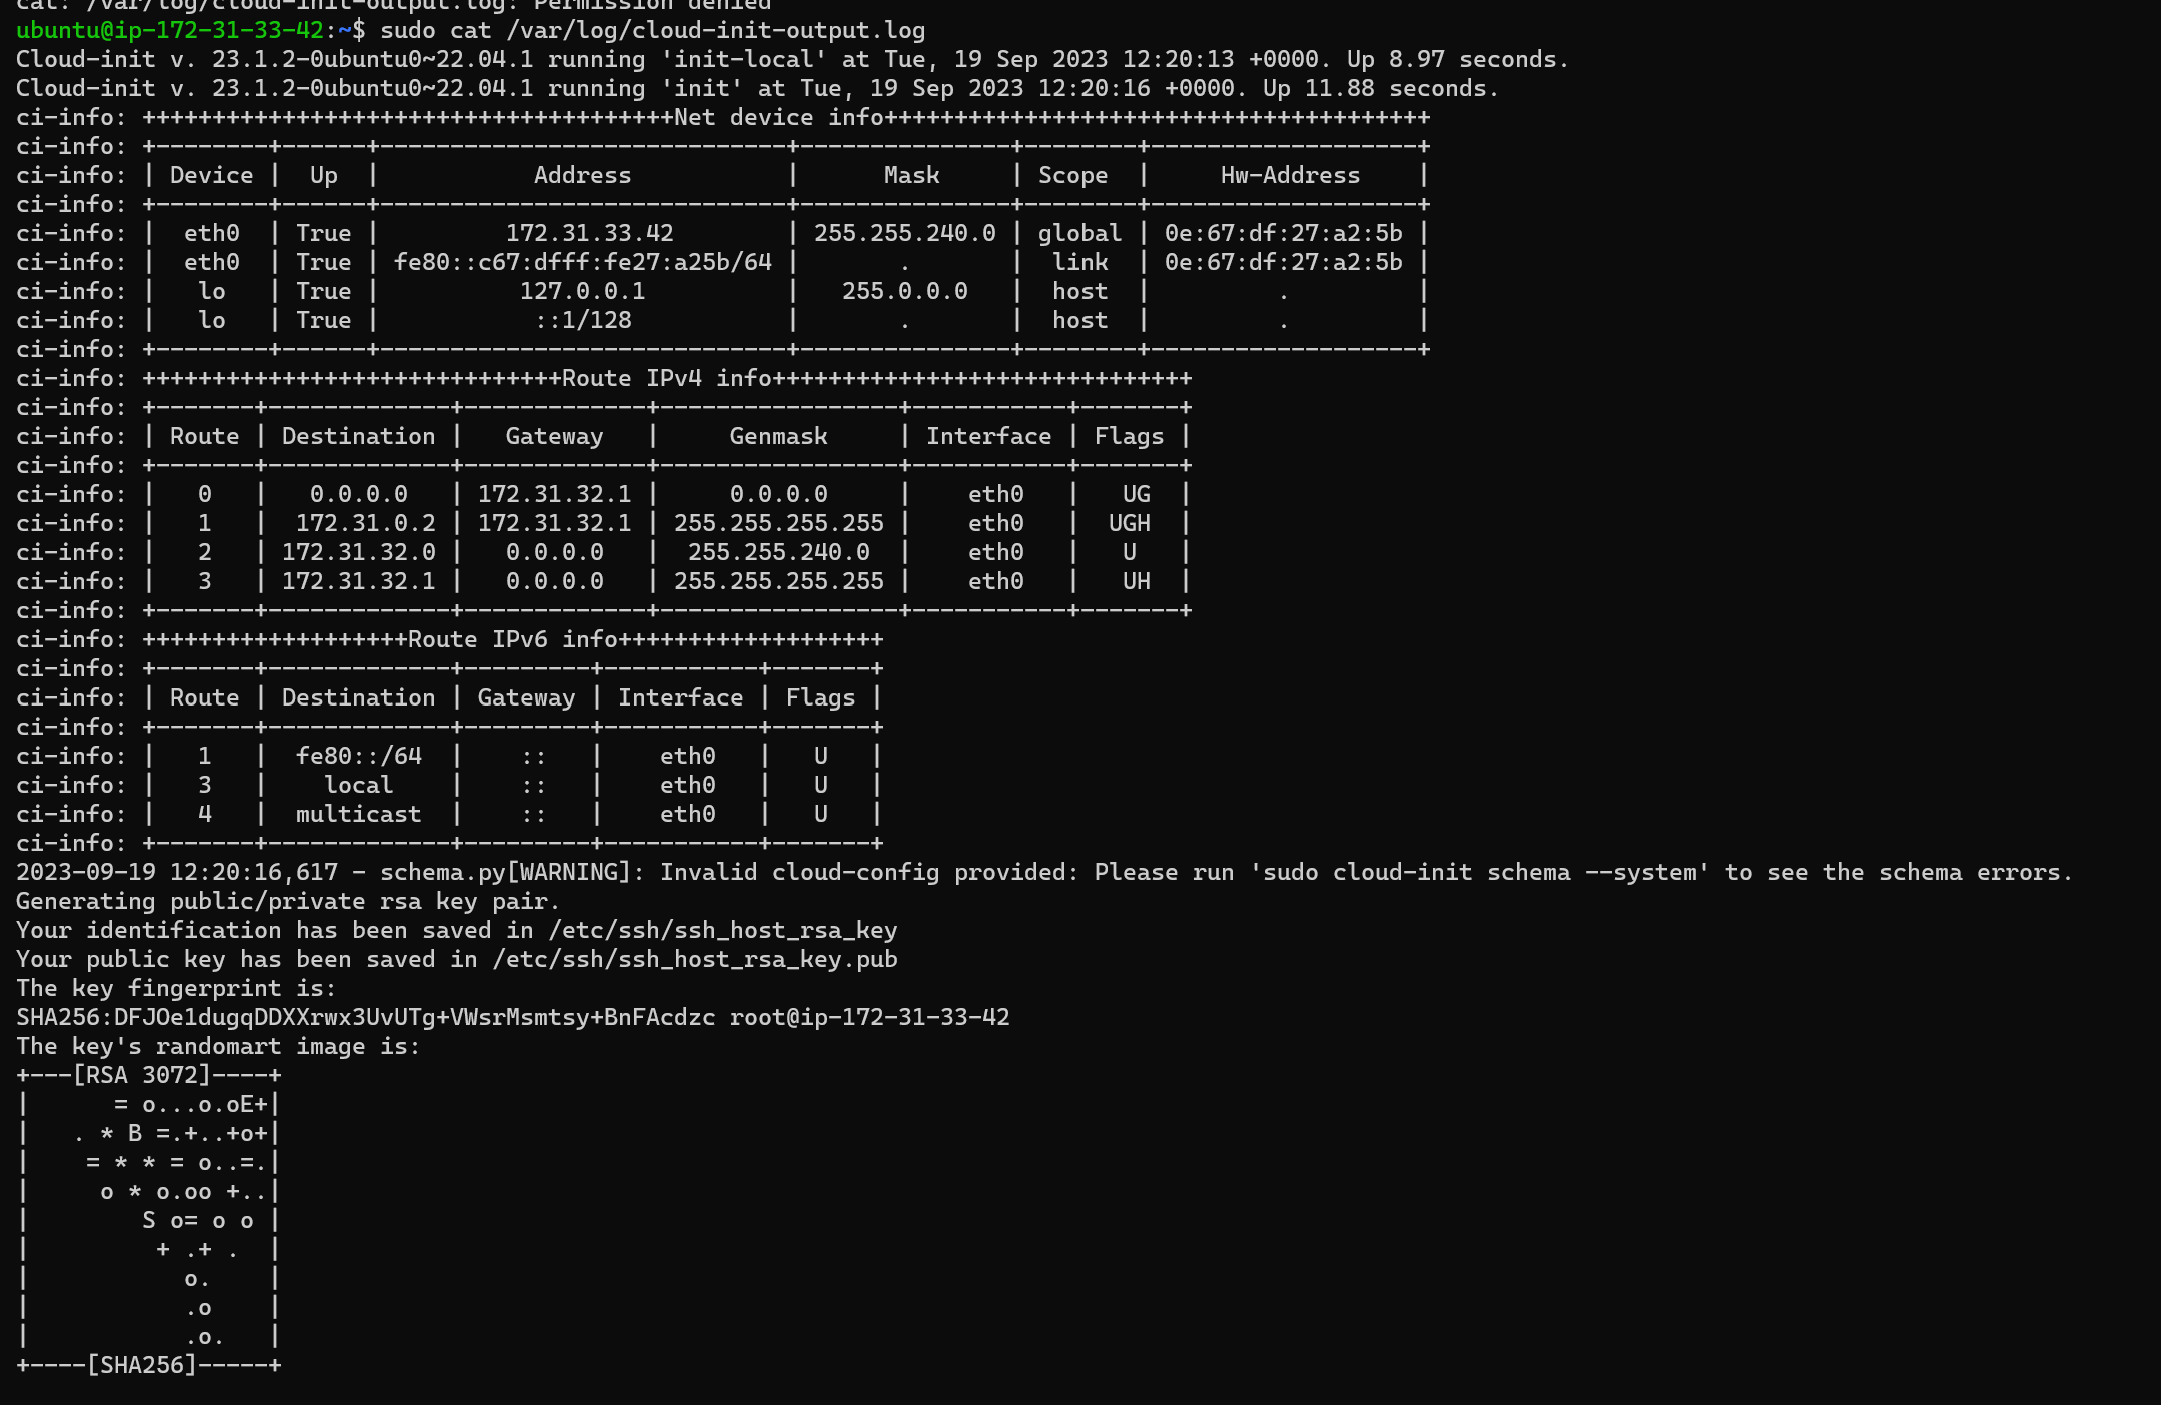 cat: /var/log/cloud-init-output.log: Permission denied
ubuntu@ip-172-31-33-42:~$ sudo cat /var/log/cloud-init-output.log
Cloud-init v. 23.1.2-0ubuntu0~22.04.1 running 'init-local' at Tue, 19 Sep 2023 12:20:13 +0000. Up 8.97 seconds.
Cloud-init v. 23.1.2-0ubuntu0~22.04.1 running 'init' at Tue, 19 Sep 2023 12:20:16 +0000. Up 11.88 seconds.
ci-info: ++++++++++++++++++++++++++++++++++++++Net device info+++++++++++++++++++++++++++++++++++++++
ci-info: +--------+------+-----------------------------+---------------+--------+-------------------+
ci-info: | Device |  Up  |           Address           |      Mask     | Scope  |     Hw-Address    |
ci-info: +--------+------+-----------------------------+---------------+--------+-------------------+
ci-info: |  eth0  | True |         172.31.33.42        | 255.255.240.0 | global | 0e:67:df:27:a2:5b |
ci-info: |  eth0  | True | fe80::c67:dfff:fe27:a25b/64 |       .       |  link  | 0e:67:df:27:a2:5b |
ci-info: |   lo   | True |          127.0.0.1          |   255.0.0.0   |  host  |         .         |
ci-info: |   lo   | True |           ::1/128           |       .       |  host  |         .         |
ci-info: +--------+------+-----------------------------+---------------+--------+-------------------+
ci-info: ++++++++++++++++++++++++++++++Route IPv4 info++++++++++++++++++++++++++++++
ci-info: +-------+-------------+-------------+-----------------+-----------+-------+
ci-info: | Route | Destination |   Gateway   |     Genmask     | Interface | Flags |
ci-info: +-------+-------------+-------------+-----------------+-----------+-------+
ci-info: |   0   |   0.0.0.0   | 172.31.32.1 |     0.0.0.0     |    eth0   |   UG  |
ci-info: |   1   |  172.31.0.2 | 172.31.32.1 | 255.255.255.255 |    eth0   |  UGH  |
ci-info: |   2   | 172.31.32.0 |   0.0.0.0   |  255.255.240.0  |    eth0   |   U   |
ci-info: |   3   | 172.31.32.1 |   0.0.0.0   | 255.255.255.255 |    eth0   |   UH  |
ci-info: +-------+-------------+-------------+-----------------+-----------+-------+
ci-info: +++++++++++++++++++Route IPv6 info+++++++++++++++++++
ci-info: +-------+-------------+---------+-----------+-------+
ci-info: | Route | Destination | Gateway | Interface | Flags |
ci-info: +-------+-------------+---------+-----------+-------+
ci-info: |   1   |  fe80::/64  |    ::   |    eth0   |   U   |
ci-info: |   3   |    local    |    ::   |    eth0   |   U   |
ci-info: |   4   |  multicast  |    ::   |    eth0   |   U   |
ci-info: +-------+-------------+---------+-----------+-------+
2023-09-19 12:20:16,617 - schema.py[WARNING]: Invalid cloud-config provided: Please run 'sudo cloud-init schema --system' to see the schema errors.
Generating public/private rsa key pair.
Your identification has been saved in /etc/ssh/ssh_host_rsa_key
Your public key has been saved in /etc/ssh/ssh_host_rsa_key.pub
The key fingerprint is:
SHA256:DFJOe1dugqDDXXrwx3UvUTg+VWsrMsmtsy+BnFAcdzc root@ip-172-31-33-42
The key's randomart image is:
+---[RSA 3072]----+
|      = o...o.oE+|
|   . * B =.+..+o+|
|    = * * = o..=.|
|     o * o.oo +..|
|        S o= o o |
|         + .+ .  |
|           o.    |
|           .o    |
|           .o.   |
+----[SHA256]-----+